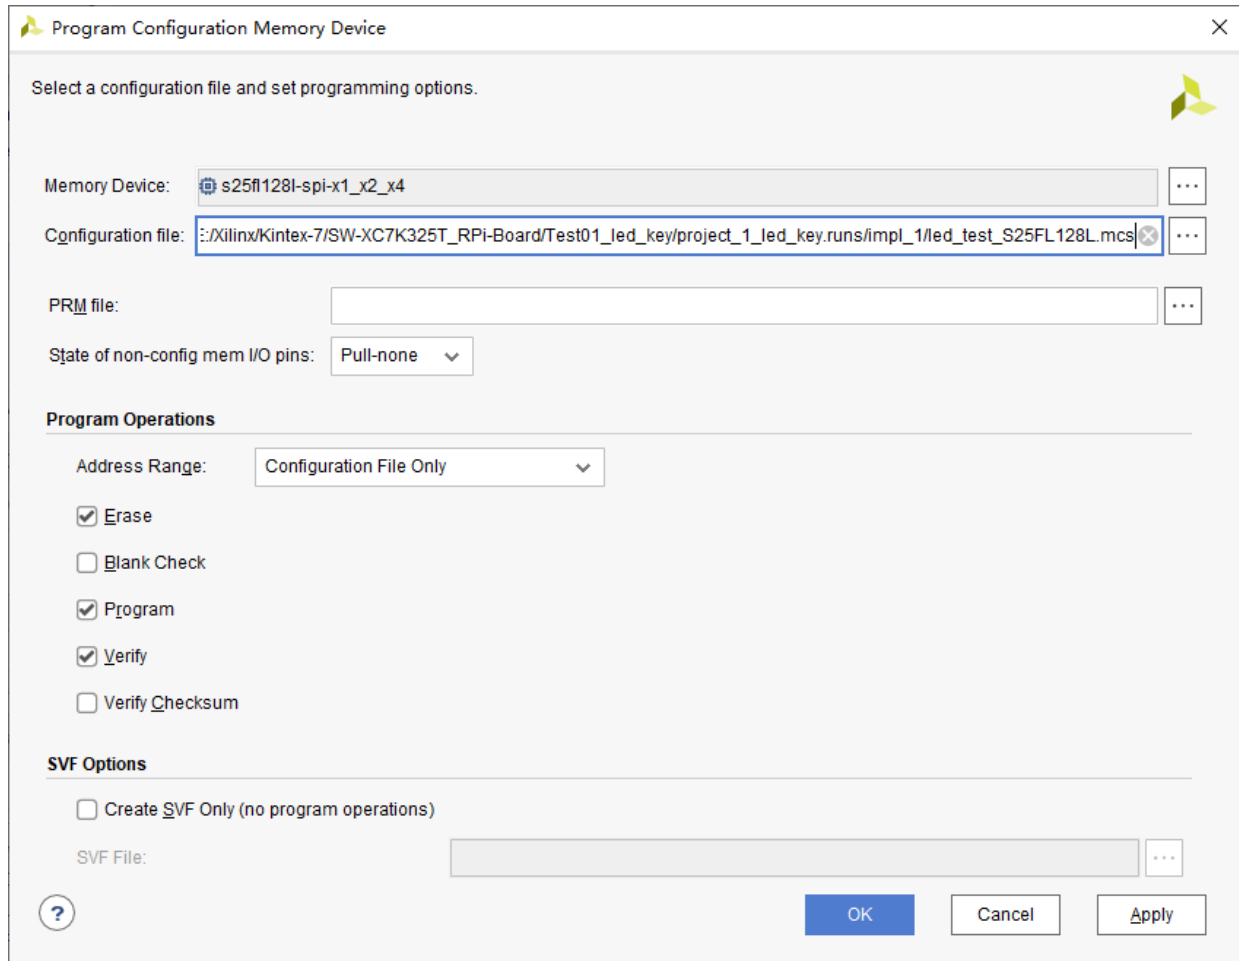 Program Configuration Memory Device
Select a configuration file and set programming options.
Memory Device: s25fl128l-spi-x1_x2_x4
Configuration file: E:/Xilinx/Kintex-7/SW-XC7K325T_RPi-Board/Test01_led_key/project_1_led_key.runs/impl_1/led_test_S25FL128L.mcs
PRM file:
State of non-config mem I/O pins: Pull-none
Program Operations
Address Range: Configuration File Only
Erase
Blank Check
Program
Verify
Verify Checksum
SVF Options
Create SVF Only (no program operations)
SVF File:
? OK Cancel Apply